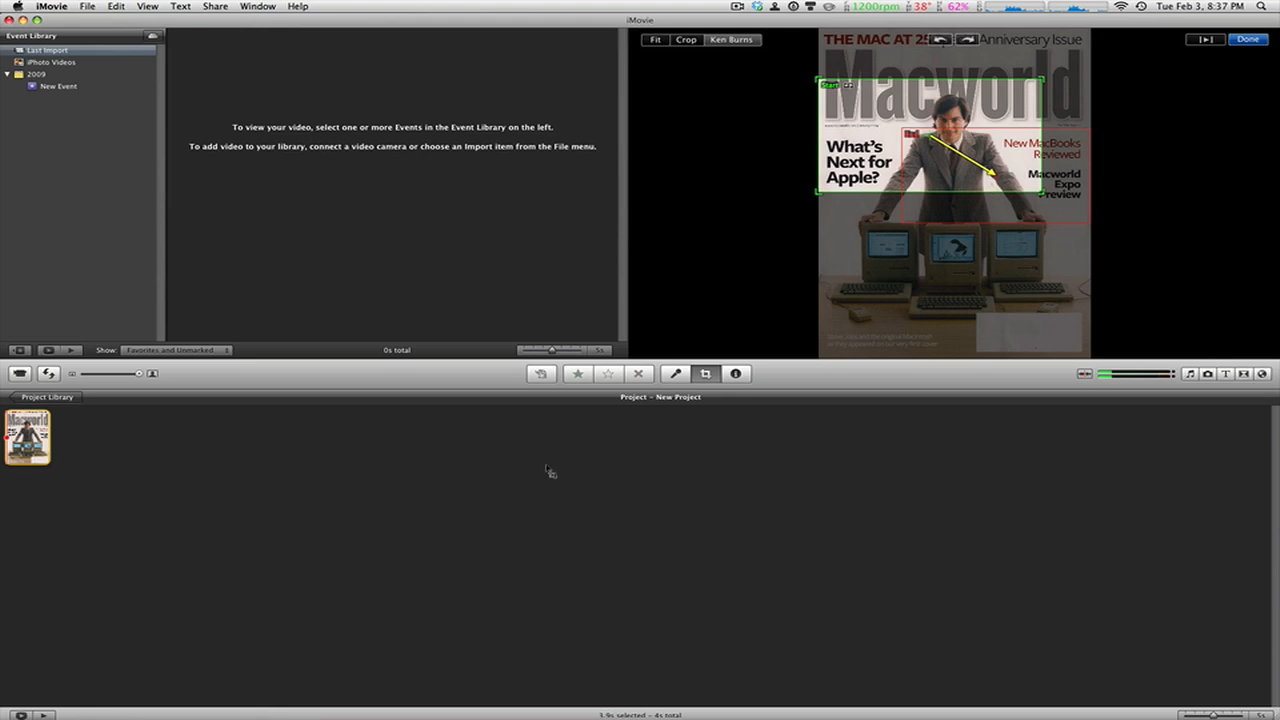 iMovie File Edit View Text Share Window Help
1200rpm 38° 62% Tue Feb 3, 8:37 PM
iMovie
Event Library
Last Import
iPhoto Videos
2009
New Event
To view your video, select one or more Events in the Event Library on the left.
To add video to your library, connect a video camera or choose an Import item from the File menu.
Show: Favorites and Unmarked
0s total
5s
Fit Crop Ken Burns
Done
THE MAC AT 25 Anniversary Issue
Macworld
Start
End
What's
Next for
Apple?
New MacBooks
Reviewed
Macworld
Expo
Preview
Project Library
Project - New Project
Macworld
3.9s selected - 4s total
5s